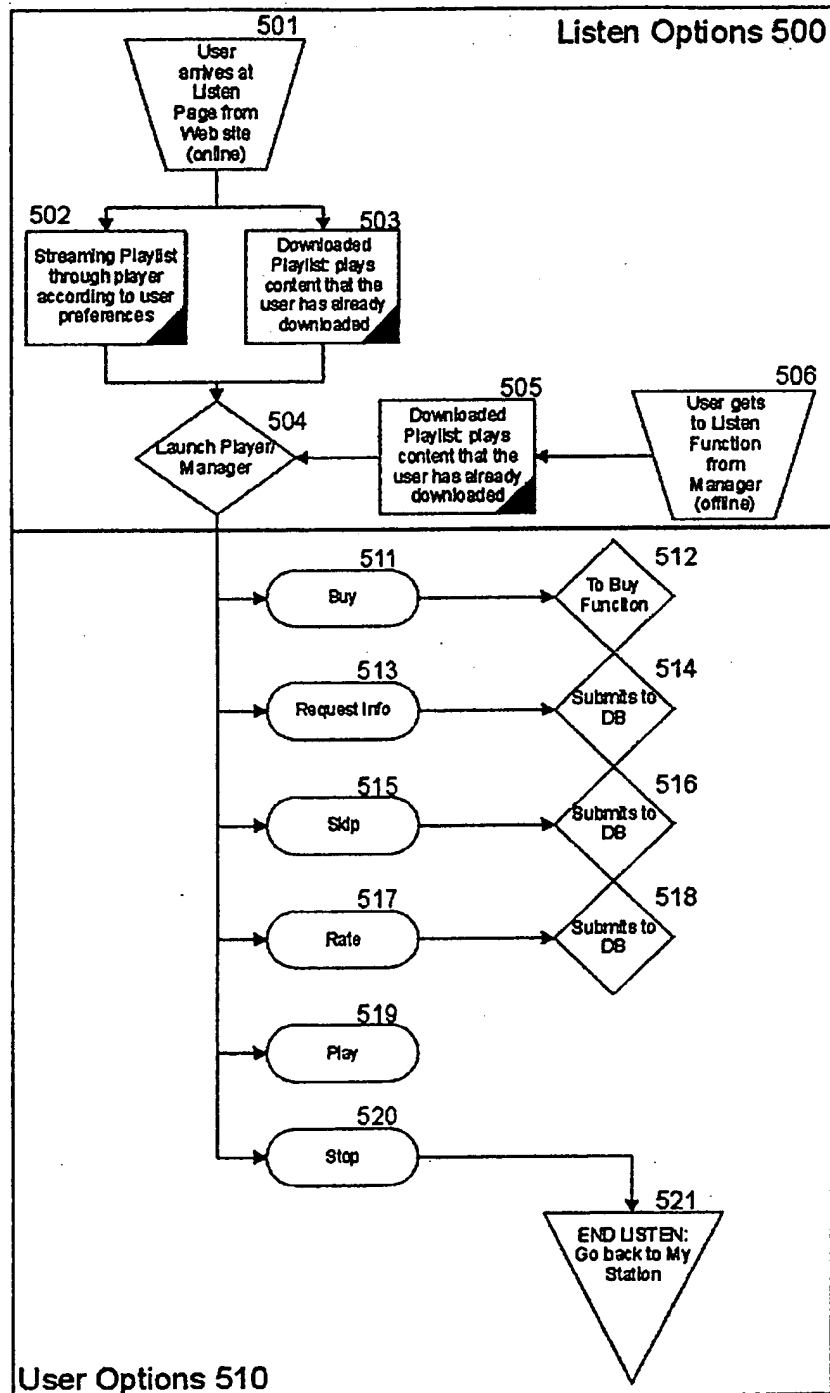 Listen Options 500
501
User
arrives at
Listen
Page from
Web site
(online)
502
Streaming Playlist
through player
according to user
preferences
503
Downloaded
Playlist: plays
content that the
user has already
downloaded
504
Launch Player/
Manager
505
Downloaded
Playlist: plays
content that the
user has already
downloaded
506
User gets
to Listen
Function
from
Manager
(offline)
511
Buy
512
To Buy
Function
513
Request Info
514
Submits to
DB
515
Skip
516
Submits to
DB
517
Rate
518
Submits to
DB
519
Play
520
Stop
521
END LISTEN:
Go back to My
Station
User Options 510